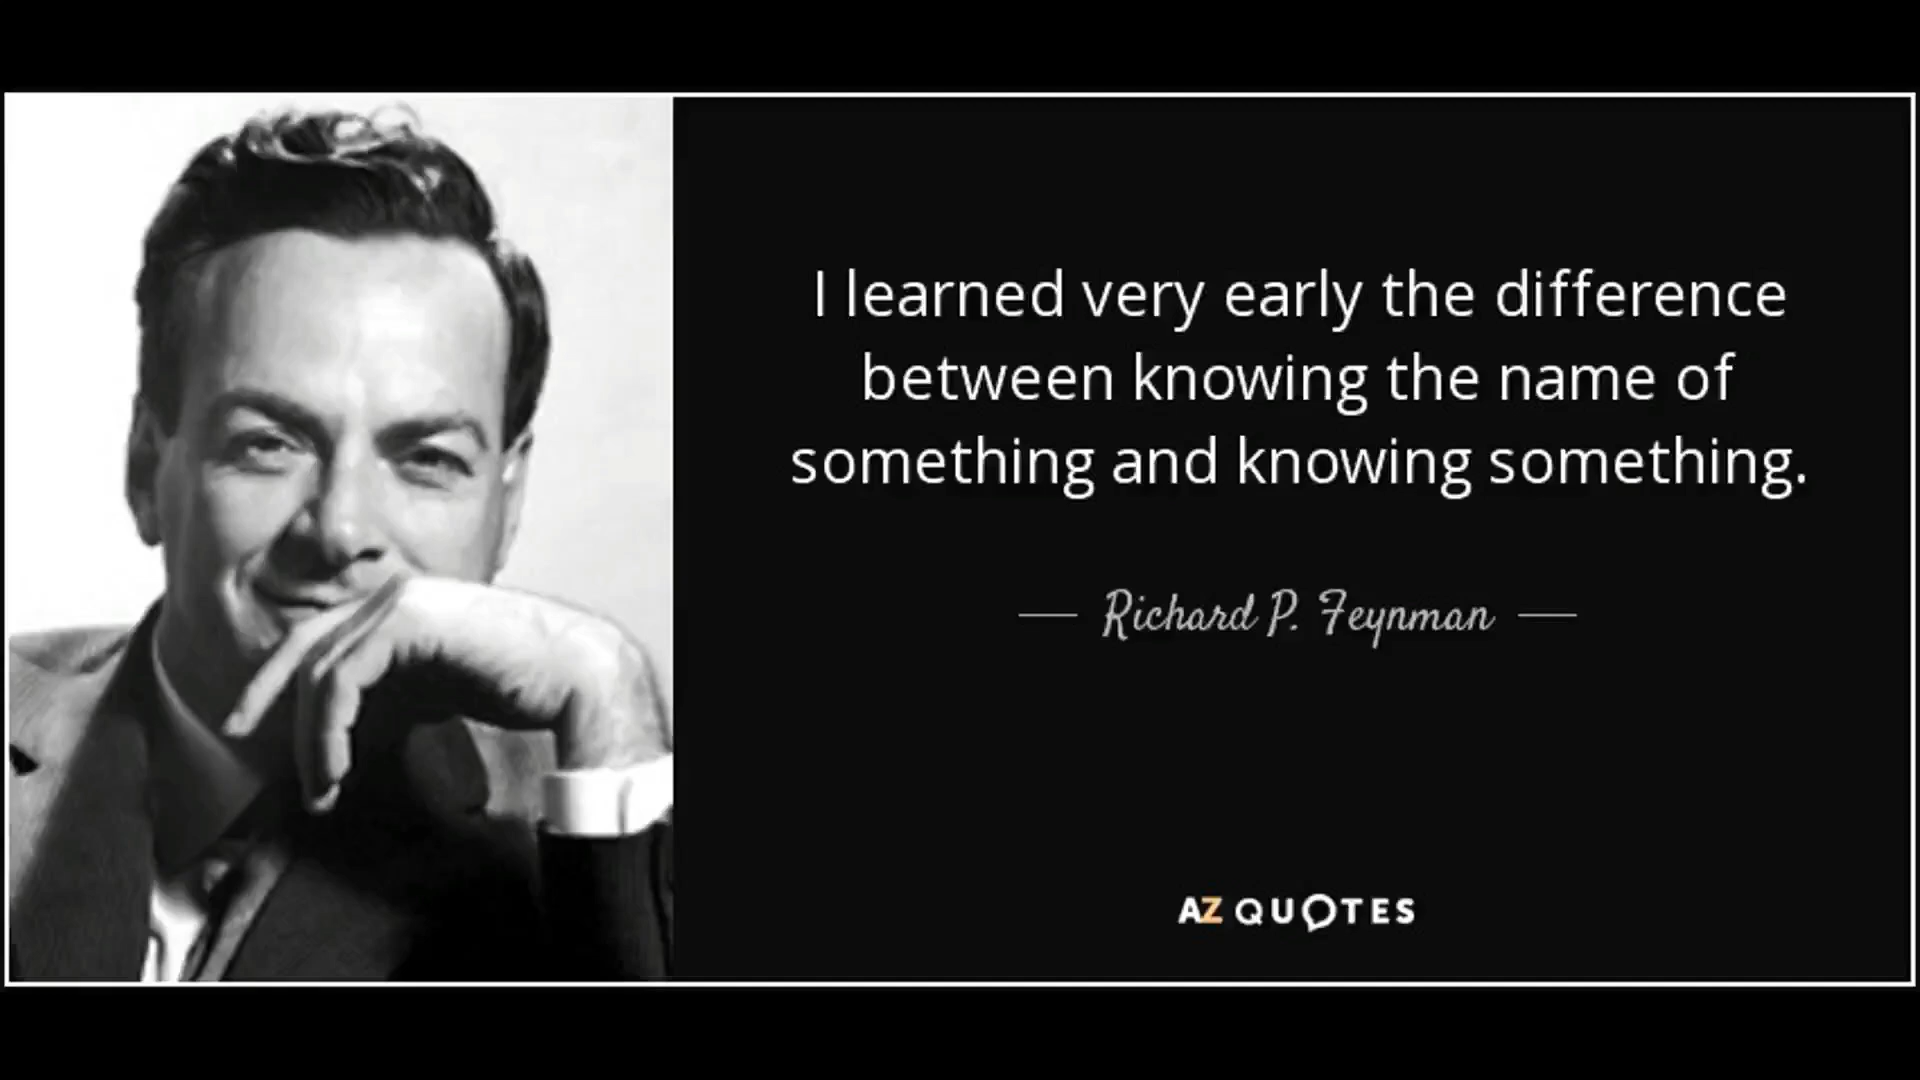 I learned very early the difference
between knowing the name of
something and knowing something.
Richard P. Feynman
AZ QUOTES